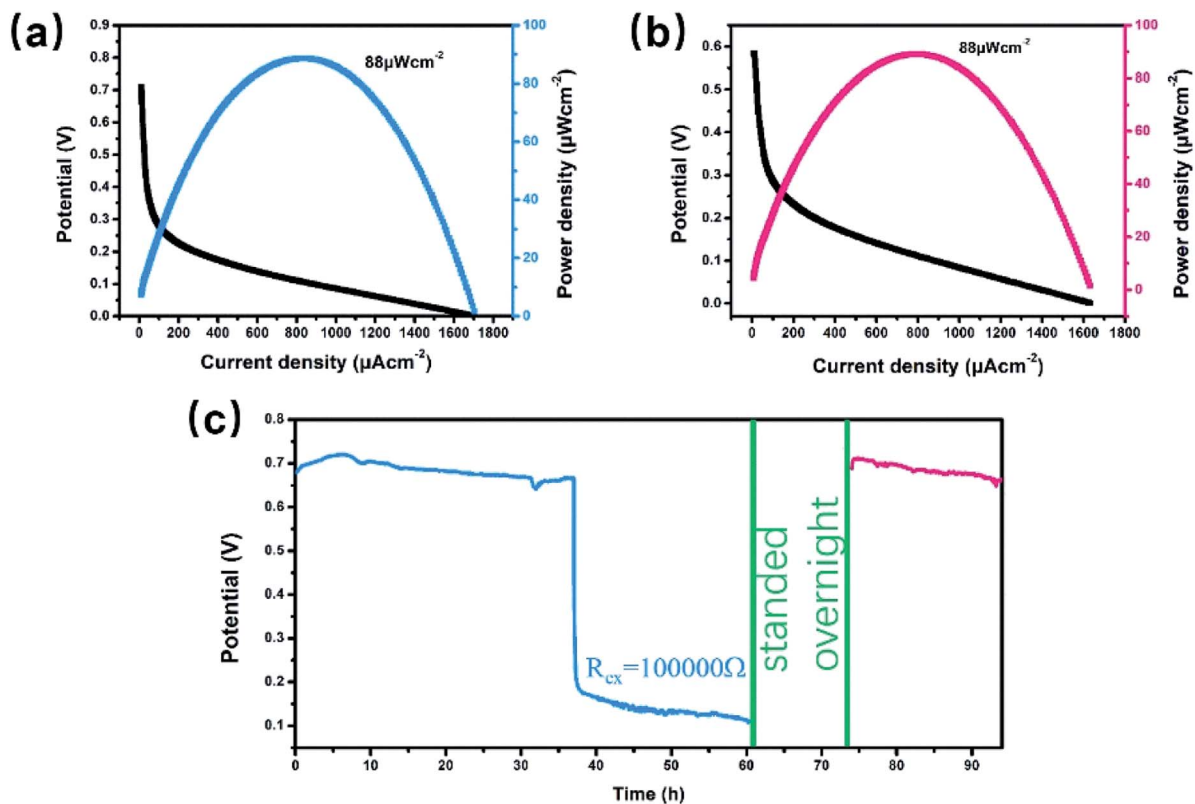 (a)
88μWcm-2
Potential (V)
0.9
0.8
0.7
0.6
0.5
0.4
0.3
0.2
0.1
0.0
0 200 400 600 800 1000 1200 1400 1600 1800
Current density (μAcm-2)
100
80
60
40
20
0
Power density (μWcm-2)
(b)
88μWcm-2
Potential (V)
0.6
0.5
0.4
0.3
0.2
0.1
0.0
0 200 400 600 800 1000 1200 1400 1600 1800
Current density (μAcm-2)
100
80
60
40
20
0
Power density (μWcm-2)
(c)
Potential (V)
0.8
0.7
0.6
0.5
0.4
0.3
0.2
0.1
Rex=100000Ω
standed
overnight
0 10 20 30 40 50 60 70 80 90
Time (h)